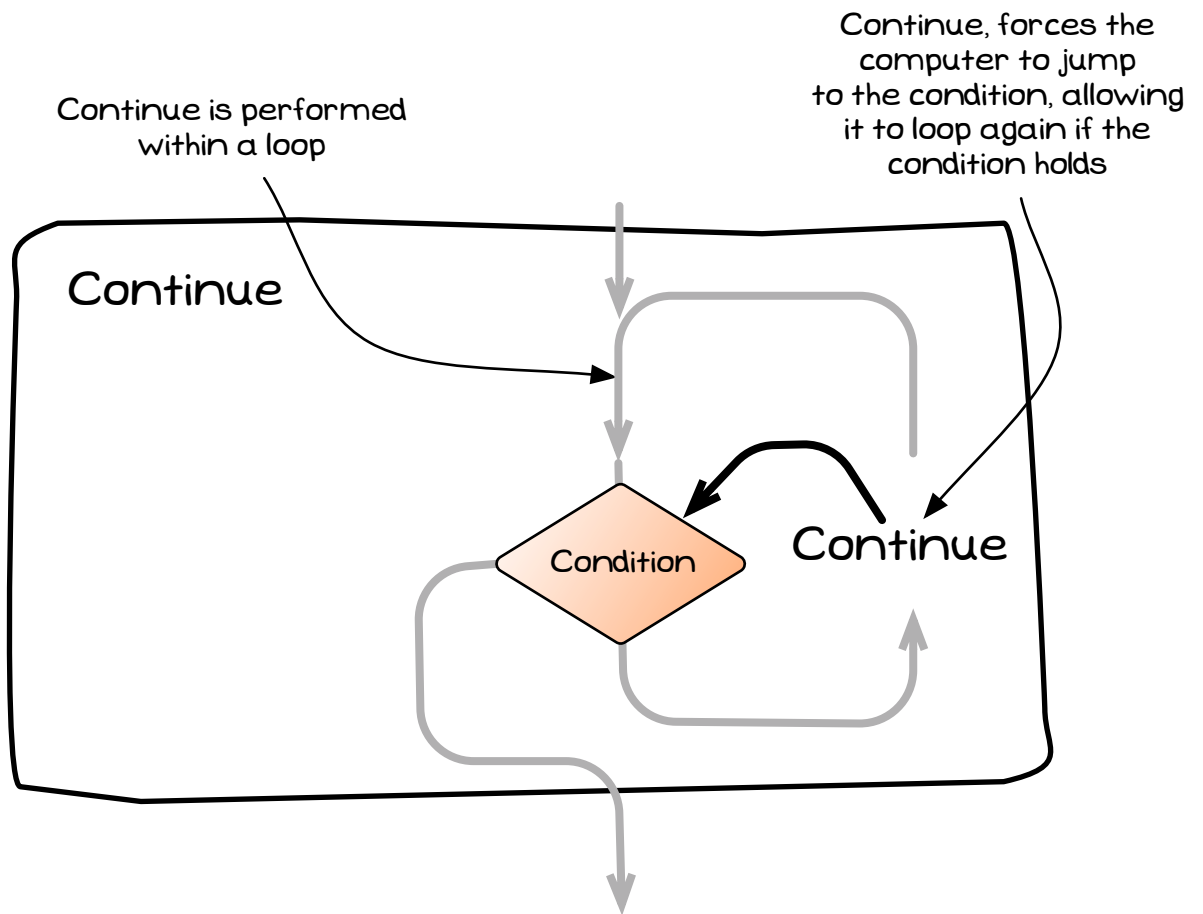 Continue, forces the
computer to jump
to the condition, allowing
it to loop again if the
condition holds
Continue is performed
within a loop
Continue
Continue
Condition